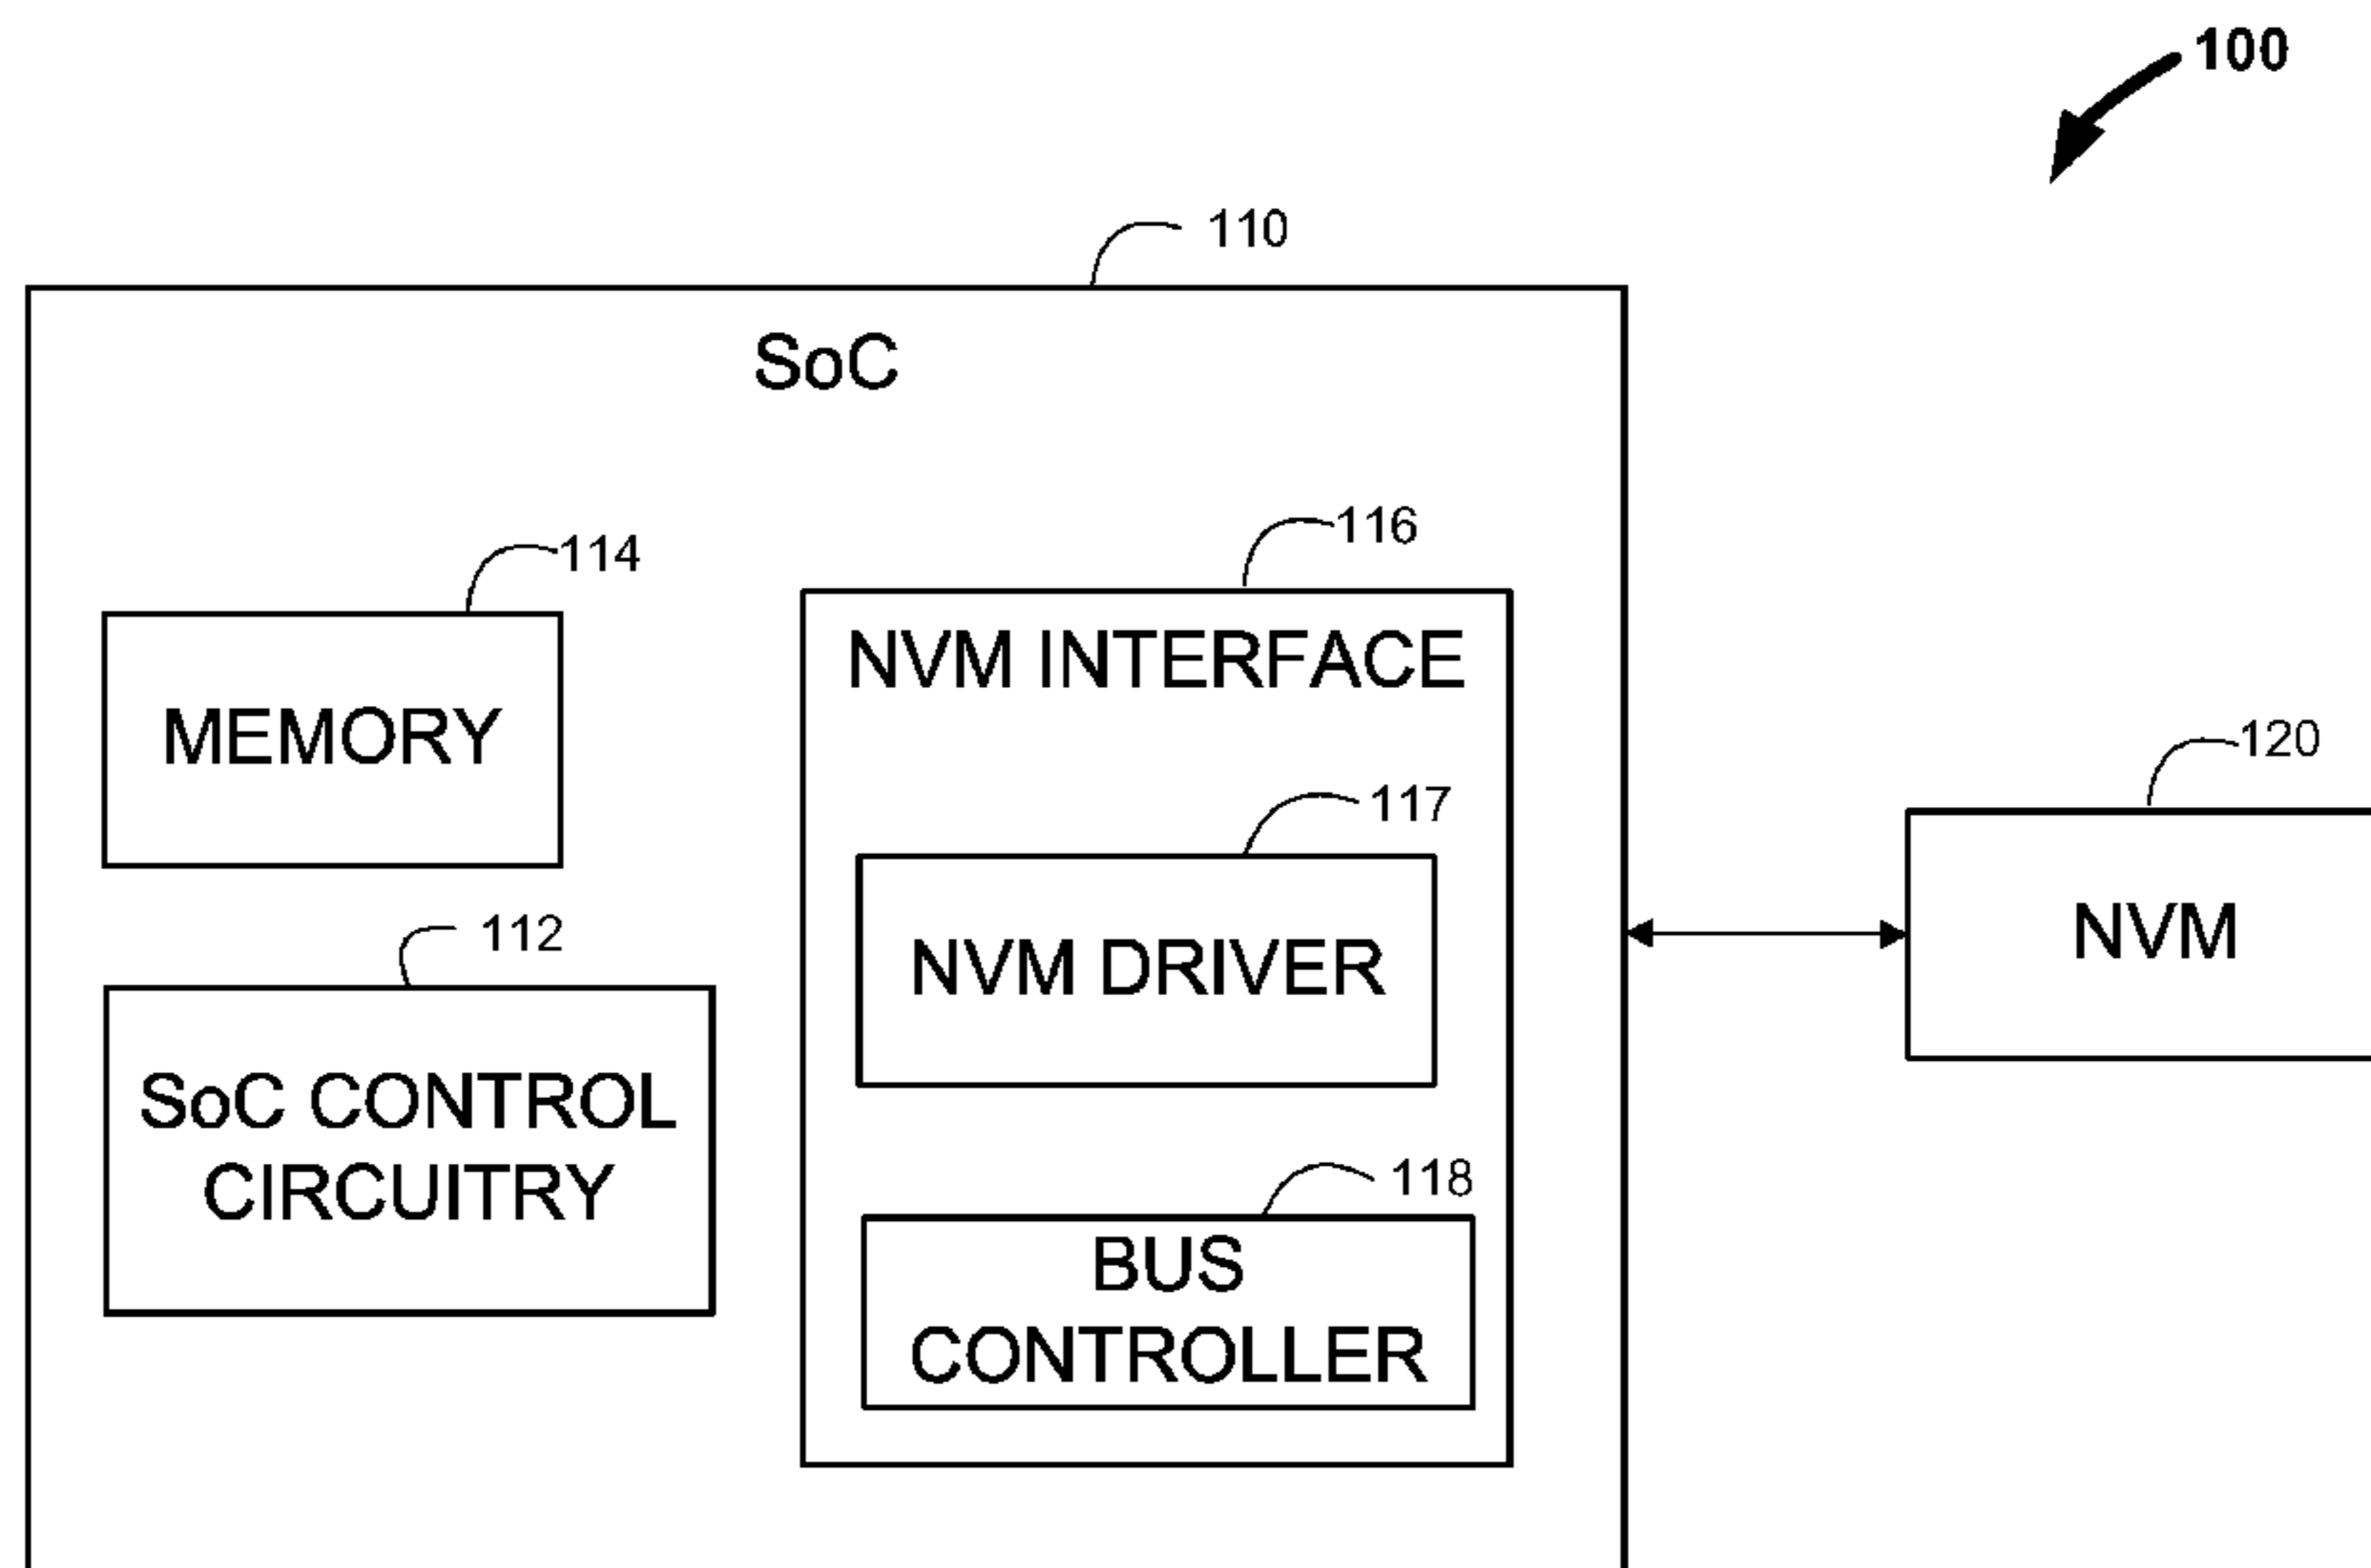 100
110
SoC
114
MEMORY
112
SoC CONTROL
CIRCUITRY
116
NVM INTERFACE
117
NVM DRIVER
118
BUS
CONTROLLER
120
NVM